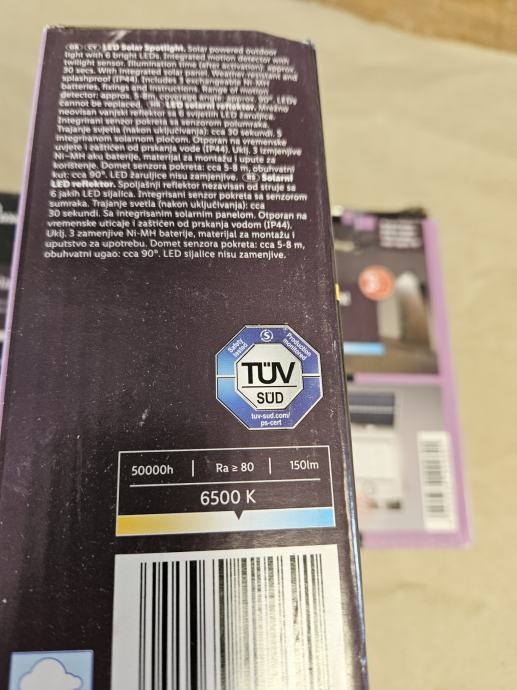 GB CY LED Solar Spotlight. Solar powered outdoor
light with 6 bright LEDs. Integrated motion detector with
twilight sensor. Illumination time (after activation): approx.
30 secs. With integrated solar panel. Weather-resistant and
splashproof (IP44). Includes 3 exchangeable Ni-MH
batteries, fixings and instructions. Range of motion
detector: approx. 5-8m, coverage angle: approx. 90°. LEDs
cannot be replaced. HR LED solarni reflektor. Mrežno
neovisan vanjski reflektor sa 6 svijetlih LED žaruljica.
Integrirani senzor pokreta sa senzorom polumraka.
Trajanje svjetla (nakon uključivanja): cca 30 sekundi. S
integriranom solarnom pločom. Otporan na vremenske
uvjete i zaštićen od prskanja vode (IP44). Uklj. 3 izmjenjive
Ni-MH aku baterije, materijal za montažu i upute za
korištenje. Domet senzora pokreta: cca 5-8 m, obuhvatni
kut: cca 90°. LED žaruljice nisu zamjenjive. RS Solarni
LED reflektor. Spoljašnji reflektor nezavisan od struje sa
6 jakih LED sijalica. Integrisani senzor pokreta sa senzorom
sumraka. Trajanje svetla (nakon uključivanja): cca
30 sekundi. Sa integrisanim solarnim panelom. Otporan na
vremenske uticaje i zaštićen od prskanja vodom (IP44).
Uklj. 3 zamenjive Ni-MH baterije, materijal za montažu i
uputstvo za upotrebu. Domet senzora pokreta: cca 5-8 m,
obuhvatni ugao: cca 90°. LED sijalice nisu zamenjive.
Safety tested
Production monitored
TÜV
SÜD
tuv-sud.com/
ps-cert
50000h | Ra ≥ 80 | 150lm
6500 K